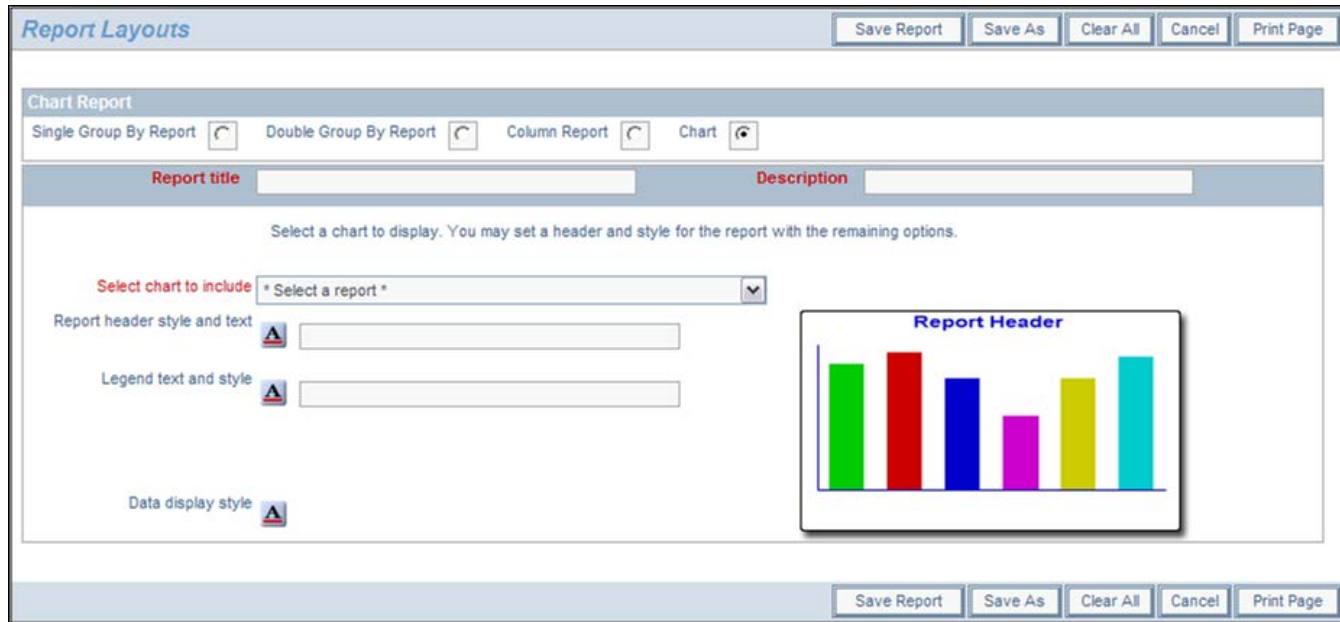 Report Layouts
Save Report Save As Clear All Cancel Print Page
Chart Report
Single Group By Report Double Group By Report Column Report Chart
Report title Description
Select a chart to display. You may set a header and style for the report with the remaining options.
Select chart to include * Select a report *
Report header style and text A
Report Header
Legend text and style A
Data display style A
Save Report Save As Clear All Cancel Print Page